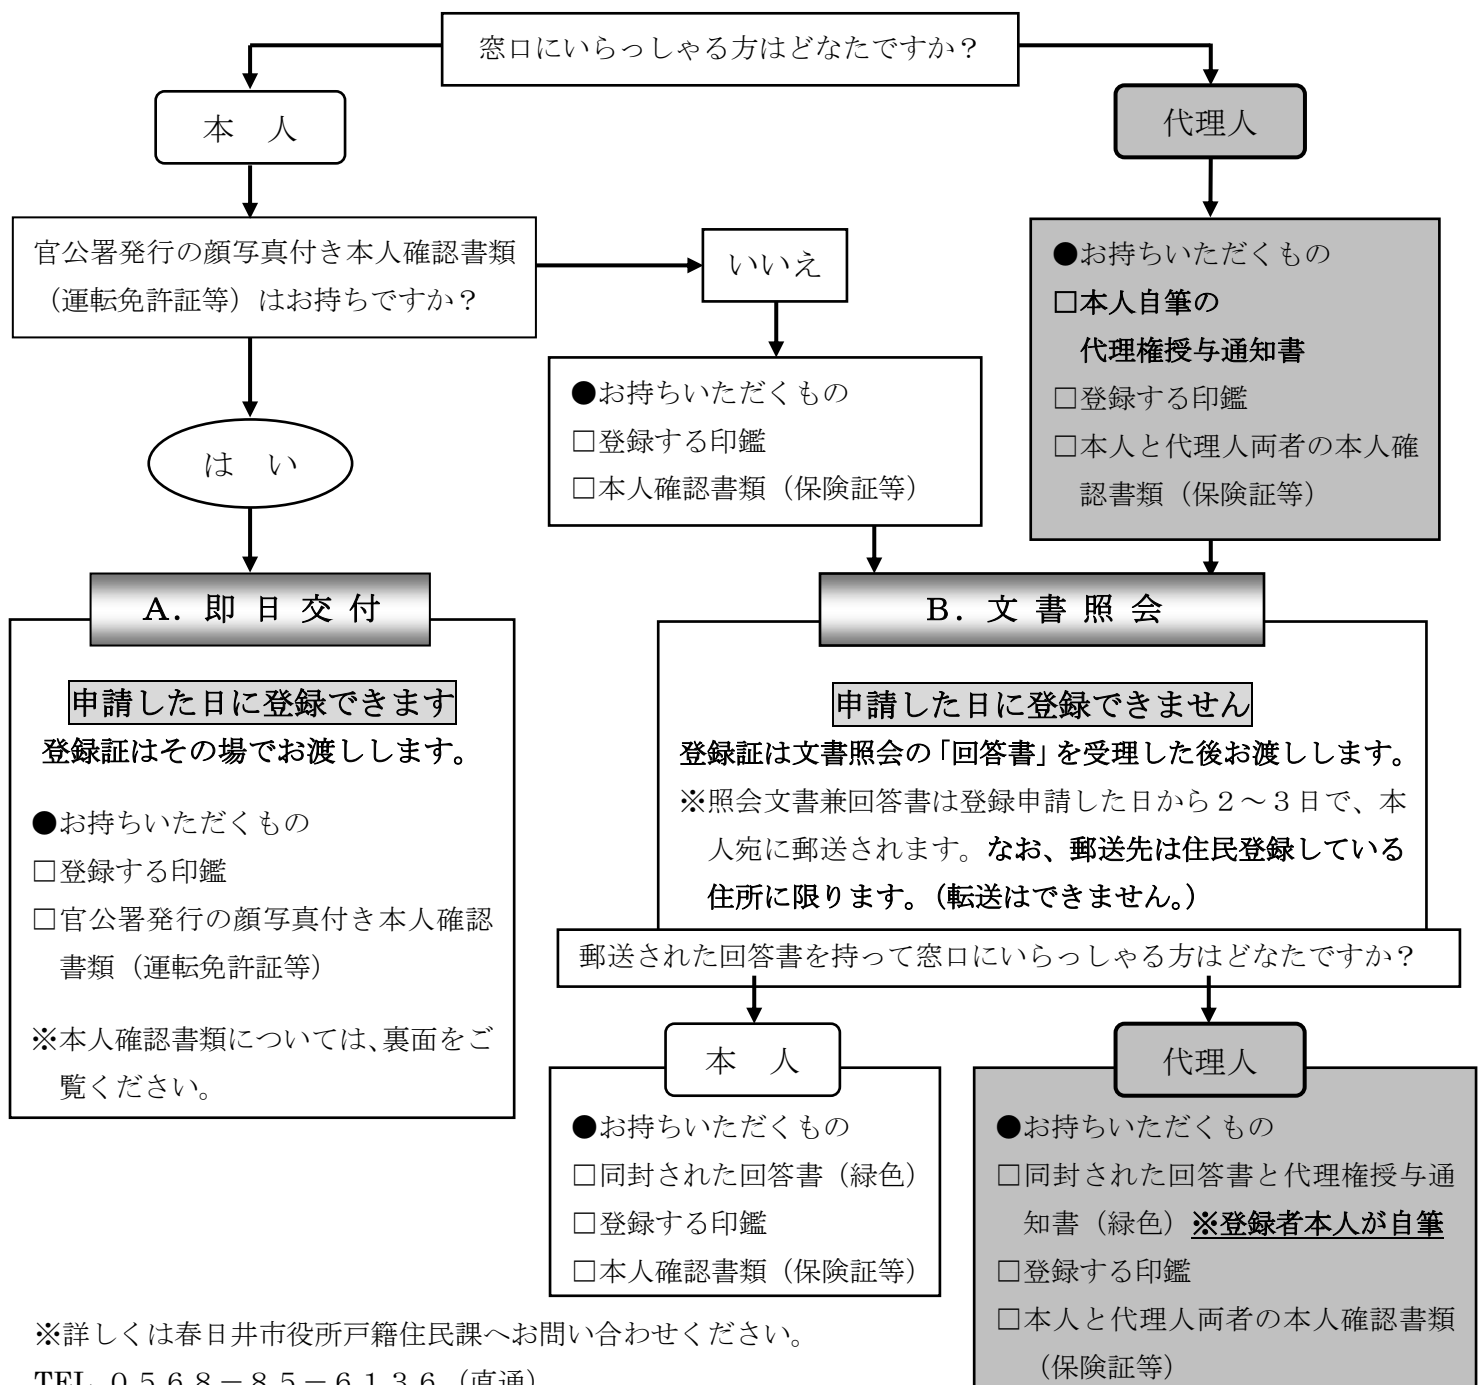 窓口にいらっしゃる方はどなたですか？
本　人
代理人
官公署発行の顔写真付き本人確認書類
（運転免許証等）はお持ちですか？
いいえ
●お持ちいただくもの
□本人自筆の
代理権授与通知書
□登録する印鑑
□本人と代理人両者の本人確
認書類（保険証等）
●お持ちいただくもの
□登録する印鑑
□本人確認書類（保険証等）
は　い
A．即 日 交 付
申請した日に登録できます
登録証はその場でお渡しします。
●お持ちいただくもの
□登録する印鑑
□官公署発行の顔写真付き本人確認
書類（運転免許証等）
※本人確認書類については、裏面をご
覧ください。
B．文 書 照 会
申請した日に登録できません
登録証は文書照会の「回答書」を受理した後お渡しします。
※照会文書兼回答書は登録申請した日から２～３日で、本
人宛に郵送されます。なお、郵送先は住民登録している
住所に限ります。（転送はできません。）
郵送された回答書を持って窓口にいらっしゃる方はどなたですか？
本　人
●お持ちいただくもの
□同封された回答書（緑色）
□登録する印鑑
□本人確認書類（保険証等）
代理人
●お持ちいただくもの
□同封された回答書と代理権授与通
知書（緑色）※登録者本人が自筆
□登録する印鑑
□本人と代理人両者の本人確認書類
（保険証等）
※詳しくは春日井市役所戸籍住民課へお問い合わせください。
TEL ０５６８－８５－６１３６（直通）